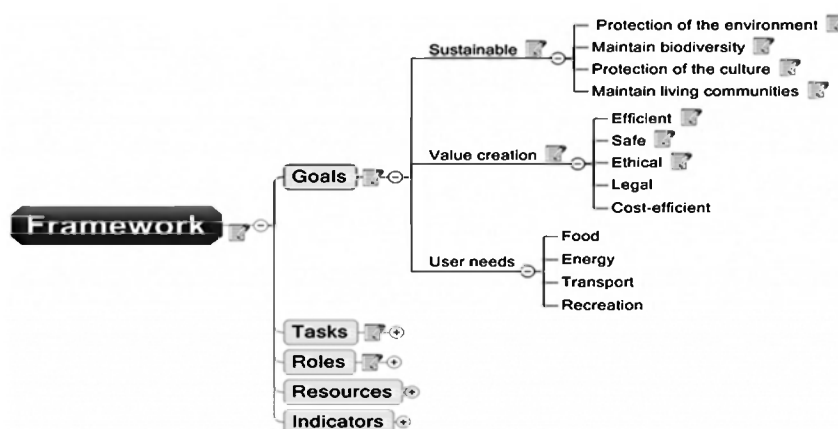 Framework
Goals
Sustainable
Protection of the environment
Maintain biodiversity
Protection of the culture
Maintain living communities
Value creation
Efficient
Safe
Ethical
Legal
Cost-efficient
User needs
Food
Energy
Transport
Recreation
Tasks
Roles
Resources
Indicators